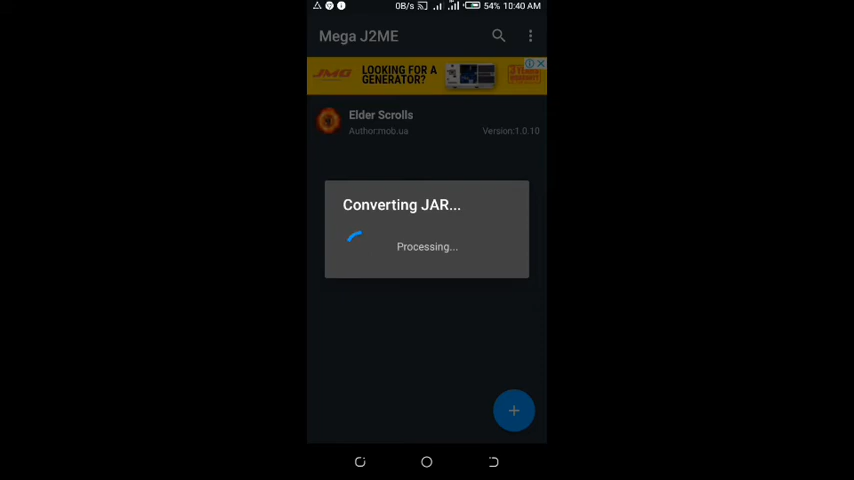 0B/s 54% 10:40 AM
Mega J2ME
JMG LOOKING FOR A
GENERATOR?
Elder Scrolls
Author:mob.ua Version:1.0.10
Converting JAR...
Processing...